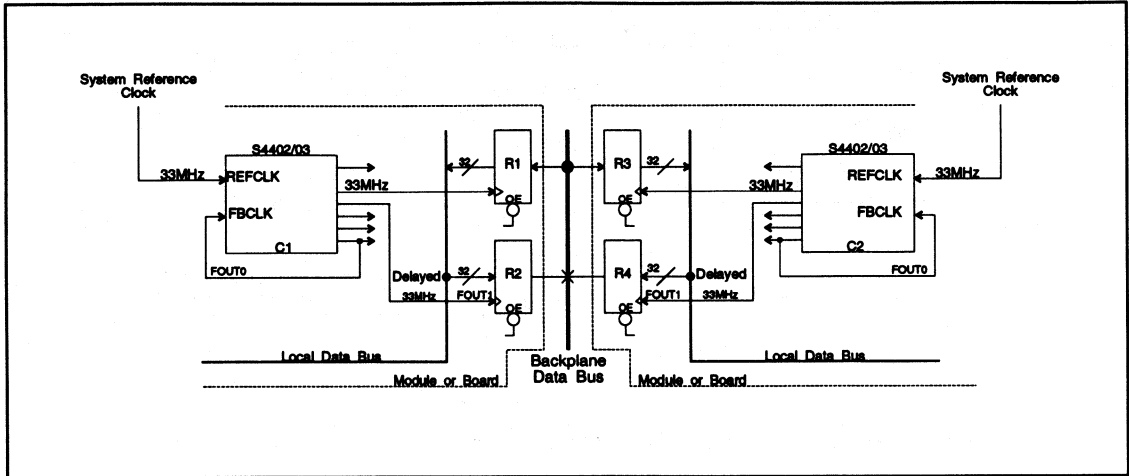 System Reference
Clock
System Reference
Clock
S4402/03
S4402/03
33MHz
REFCLK
33MHz
R1
32
R3
32
33MHz
REFCLK
33MHz
FBCLK
OE
OE
FBCLK
C1
C2
FOUT0
FOUT0
Delayed
32
R2
R4
32
Delayed
33MHz
FOUT1
OE
OE
FOUT1
33MHz
Local Data Bus
Backplane
Data Bus
Local Data Bus
Module or Board
Module or Board